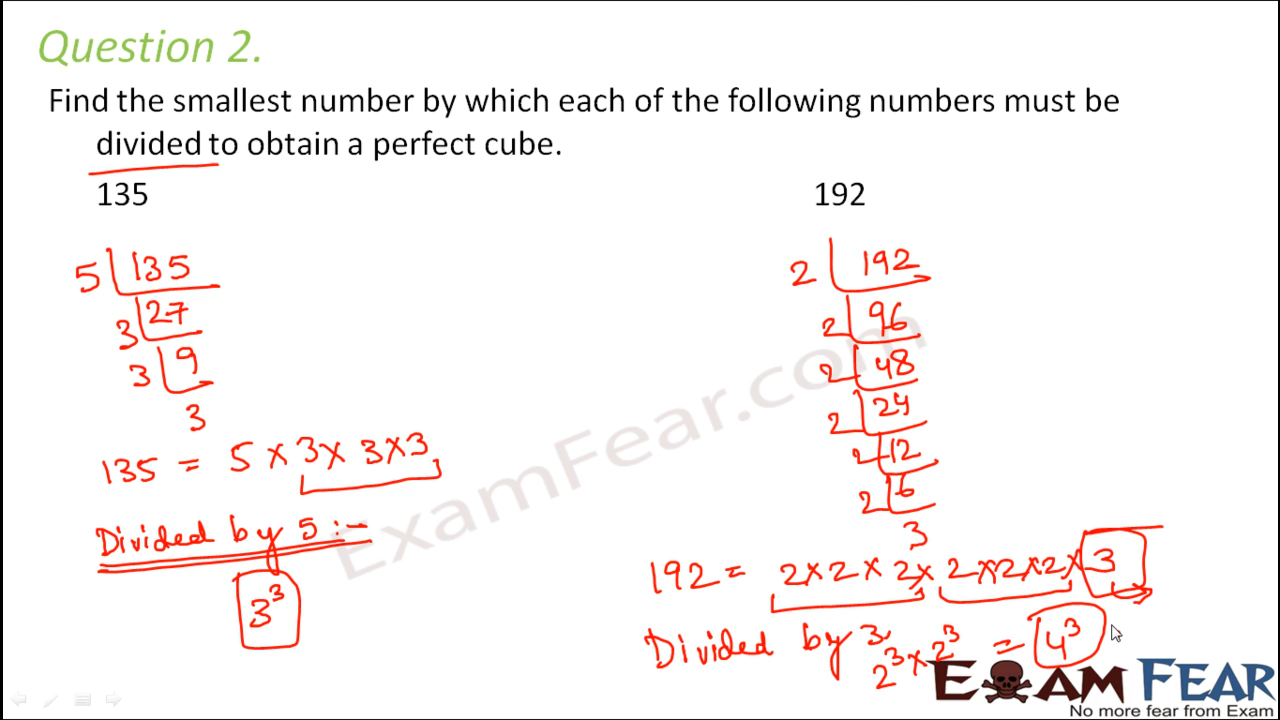 Question 2.
Find the smallest number by which each of the following numbers must be
divided to obtain a perfect cube.
135
5 135
3 27
3 9
3
135 = 5 × 3 × 3 × 3
Divided by 5 :-
3³
192
2 192
2 96
2 48
2 24
2 12
2 6
3
192 = 2 × 2 × 2 × 2 × 2 × 2 × 3
Divided by 3.
2³ × 2³ = 4³
ExamFear.com
EXAM FEAR
No more fear from Exam